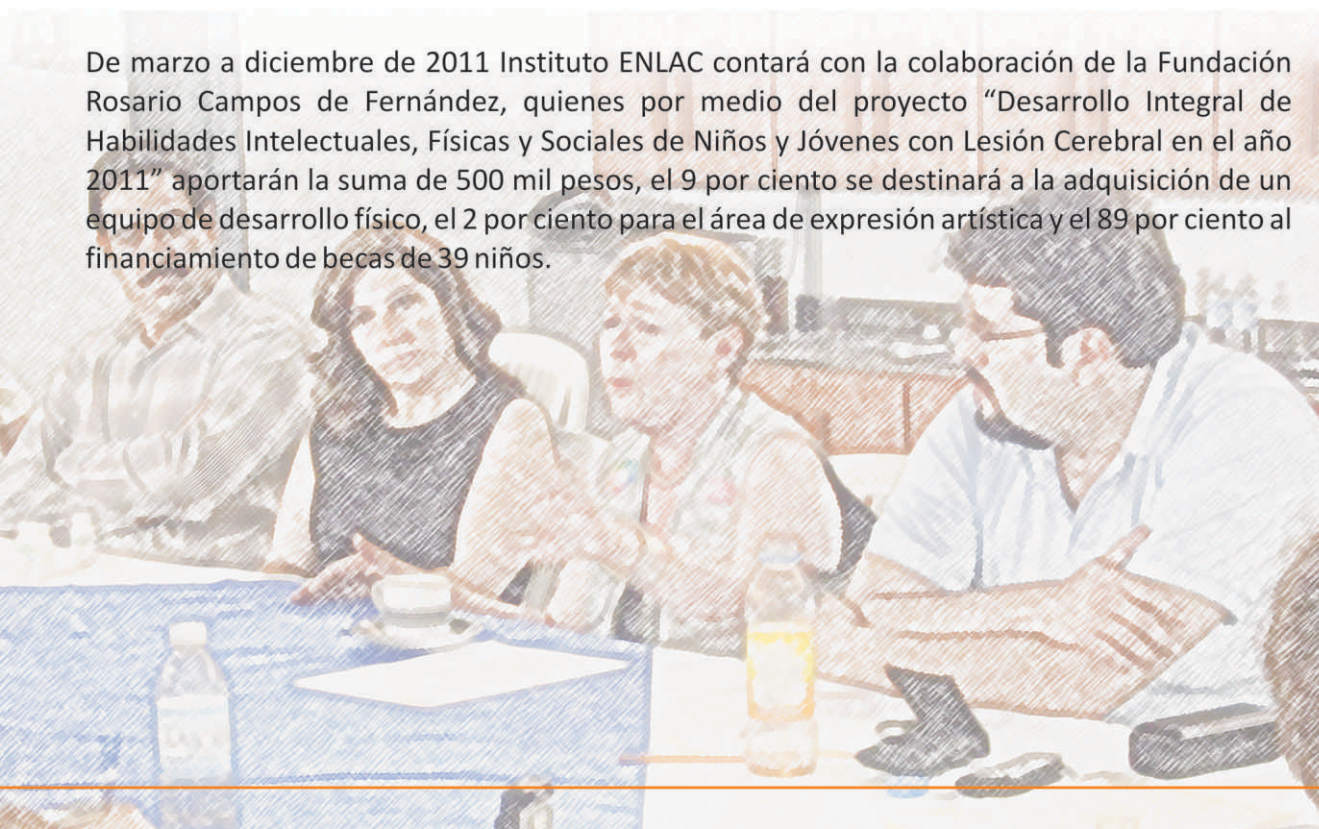 De marzo a diciembre de 2011 Instituto ENLAC contará con la colaboración de la Fundación
Rosario Campos de Fernández, quienes por medio del proyecto “Desarrollo Integral de
Habilidades Intelectuales, Físicas y Sociales de Niños y Jóvenes con Lesión Cerebral en el año
2011” aportarán la suma de 500 mil pesos, el 9 por ciento se destinará a la adquisición de un
equipo de desarrollo físico, el 2 por ciento para el área de expresión artística y el 89 por ciento al
financiamiento de becas de 39 niños.